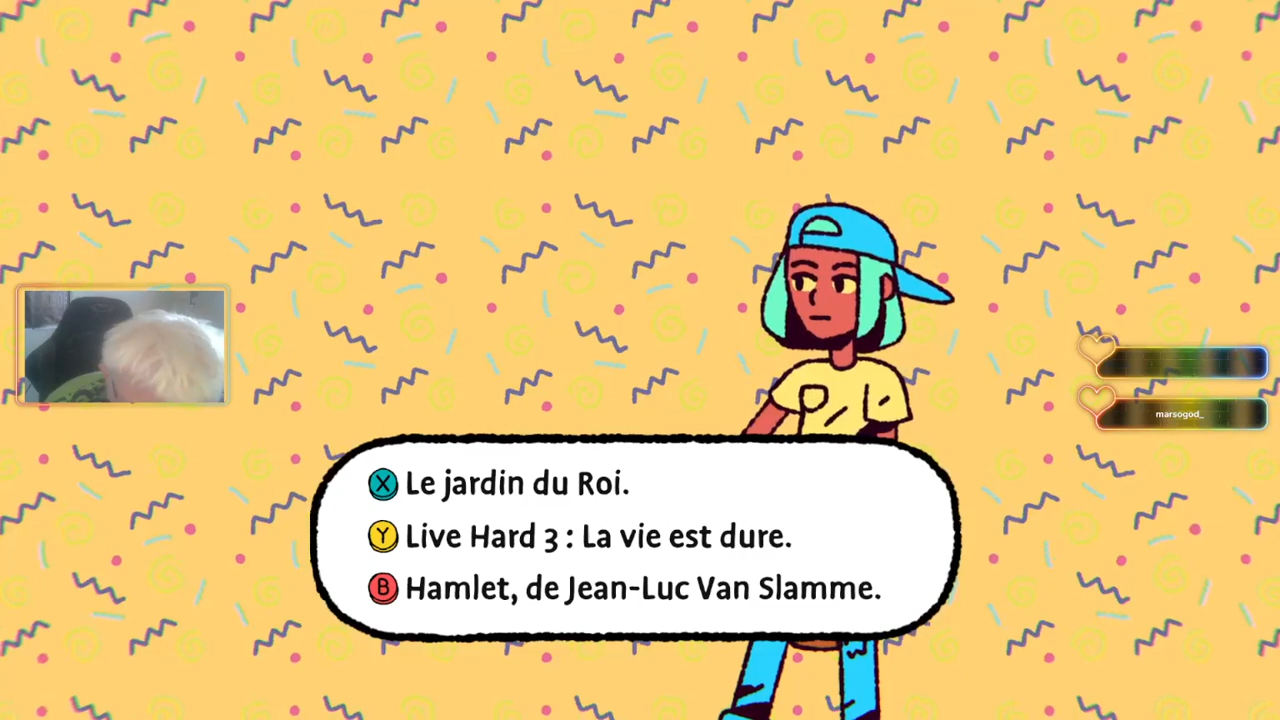 X Le jardin du Roi.
Y Live Hard 3 : La vie est dure.
B Hamlet, de Jean-Luc Van Slamme.
marsogod_